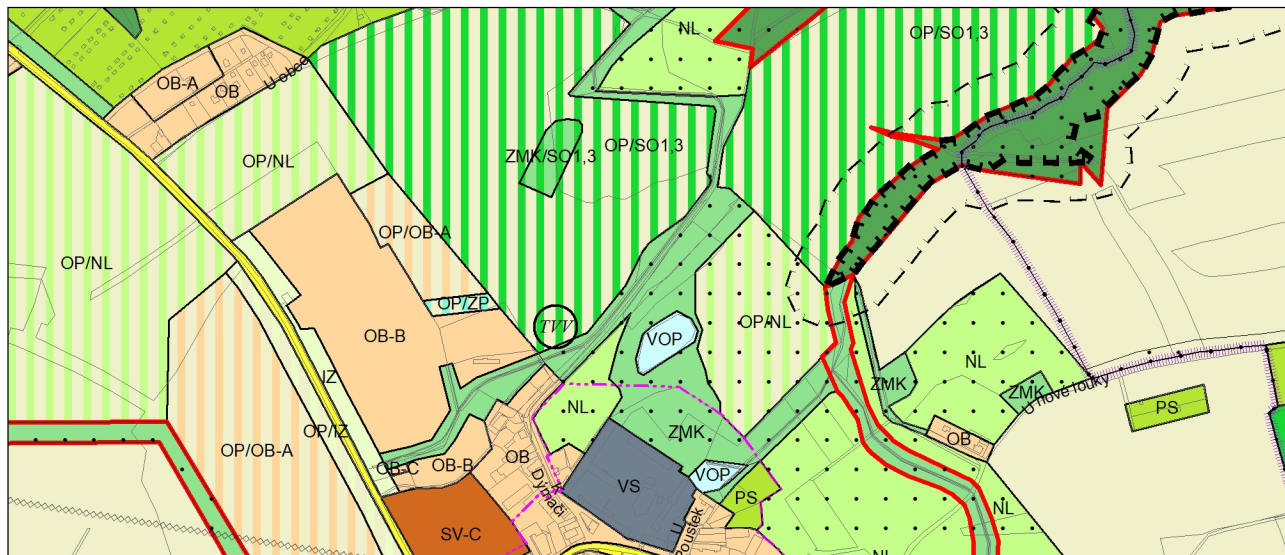 NL
OP/SO1,3
OB-A
OB
U obce
OP/NL
ZMK/SO1,3
OP/SO1,3
OP/OB-A
OP/NL
OP/ZP
TVV
OB-B
VOP
OP/NL
IZ
NL
ZMK
ZMK
U nové louky
PS
OP/IZ
NL
ZMK
OB
OP/OB-A
OB-C
OB-B
OB
VOP
VS
PS
Dýmači
U
NL
SV-C
NL